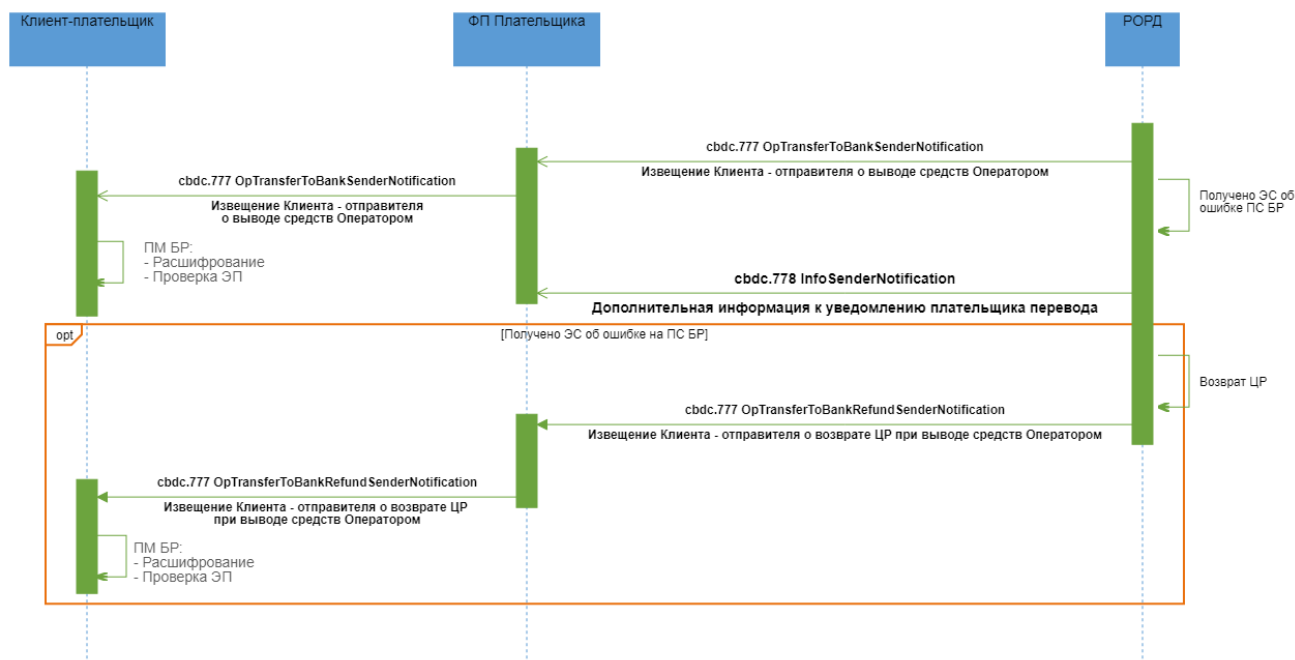 Клиент-плательщик
ФП Плательщика
РОРД
cbdc.777 OpTransferToBankSenderNotification
Извещение Клиента - отправителя о выводе средств Оператором
cbdc.777 OpTransferToBankSenderNotification
Извещение Клиента - отправителя
о выводе средств Оператором
Получено ЭС об
ошибке ПС БР
ПМ БР:
- Расшифрование
- Проверка ЭП
cbdc.778 InfoSenderNotification
Дополнительная информация к уведомлению плательщика перевода
opt
[Получено ЭС об ошибке на ПС БР]
Возврат ЦР
cbdc.777 OpTransferToBankRefundSenderNotification
Извещение Клиента - отправителя о возврате ЦР при выводе средств Оператором
cbdc.777 OpTransferToBankRefundSenderNotification
Извещение Клиента - отправителя о возврате ЦР
при выводе средств Оператором
ПМ БР:
- Расшифрование
- Проверка ЭП